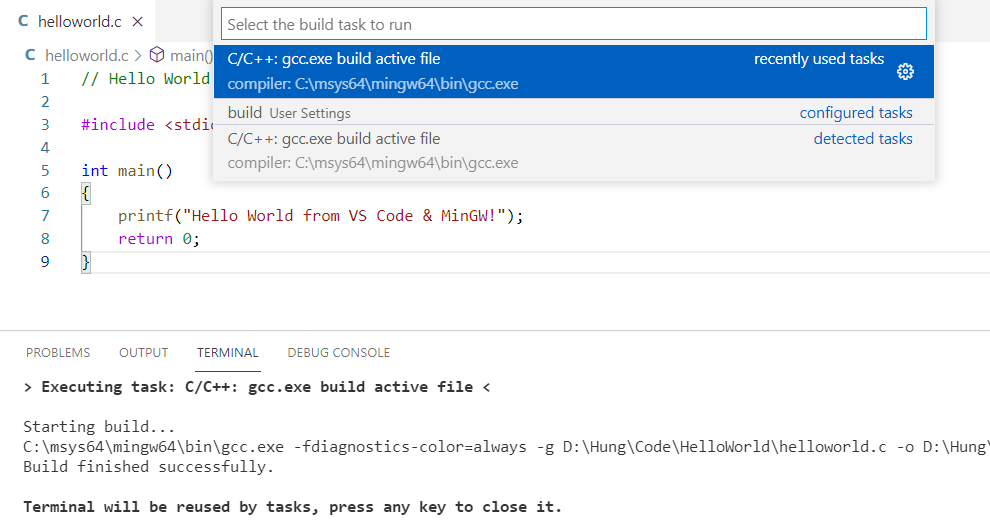 C helloworld.c ×
Select the build task to run
C/C++: gcc.exe build active file recently used tasks
compiler: C:\msys64\mingw64\bin\gcc.exe
build User Settings configured tasks
C/C++: gcc.exe build active file detected tasks
compiler: C:\msys64\mingw64\bin\gcc.exe
C helloworld.c > main()
1 // Hello World
2
3 #include <stdio
4
5 int main()
6 {
7 printf("Hello World from VS Code & MinGW!");
8 return 0;
9 }
PROBLEMS OUTPUT TERMINAL DEBUG CONSOLE
> Executing task: C/C++: gcc.exe build active file <
Starting build...
C:\msys64\mingw64\bin\gcc.exe -fdiagnostics-color=always -g D:\Hung\Code\HelloWorld\helloworld.c -o D:\Hung\
Build finished successfully.
Terminal will be reused by tasks, press any key to close it.